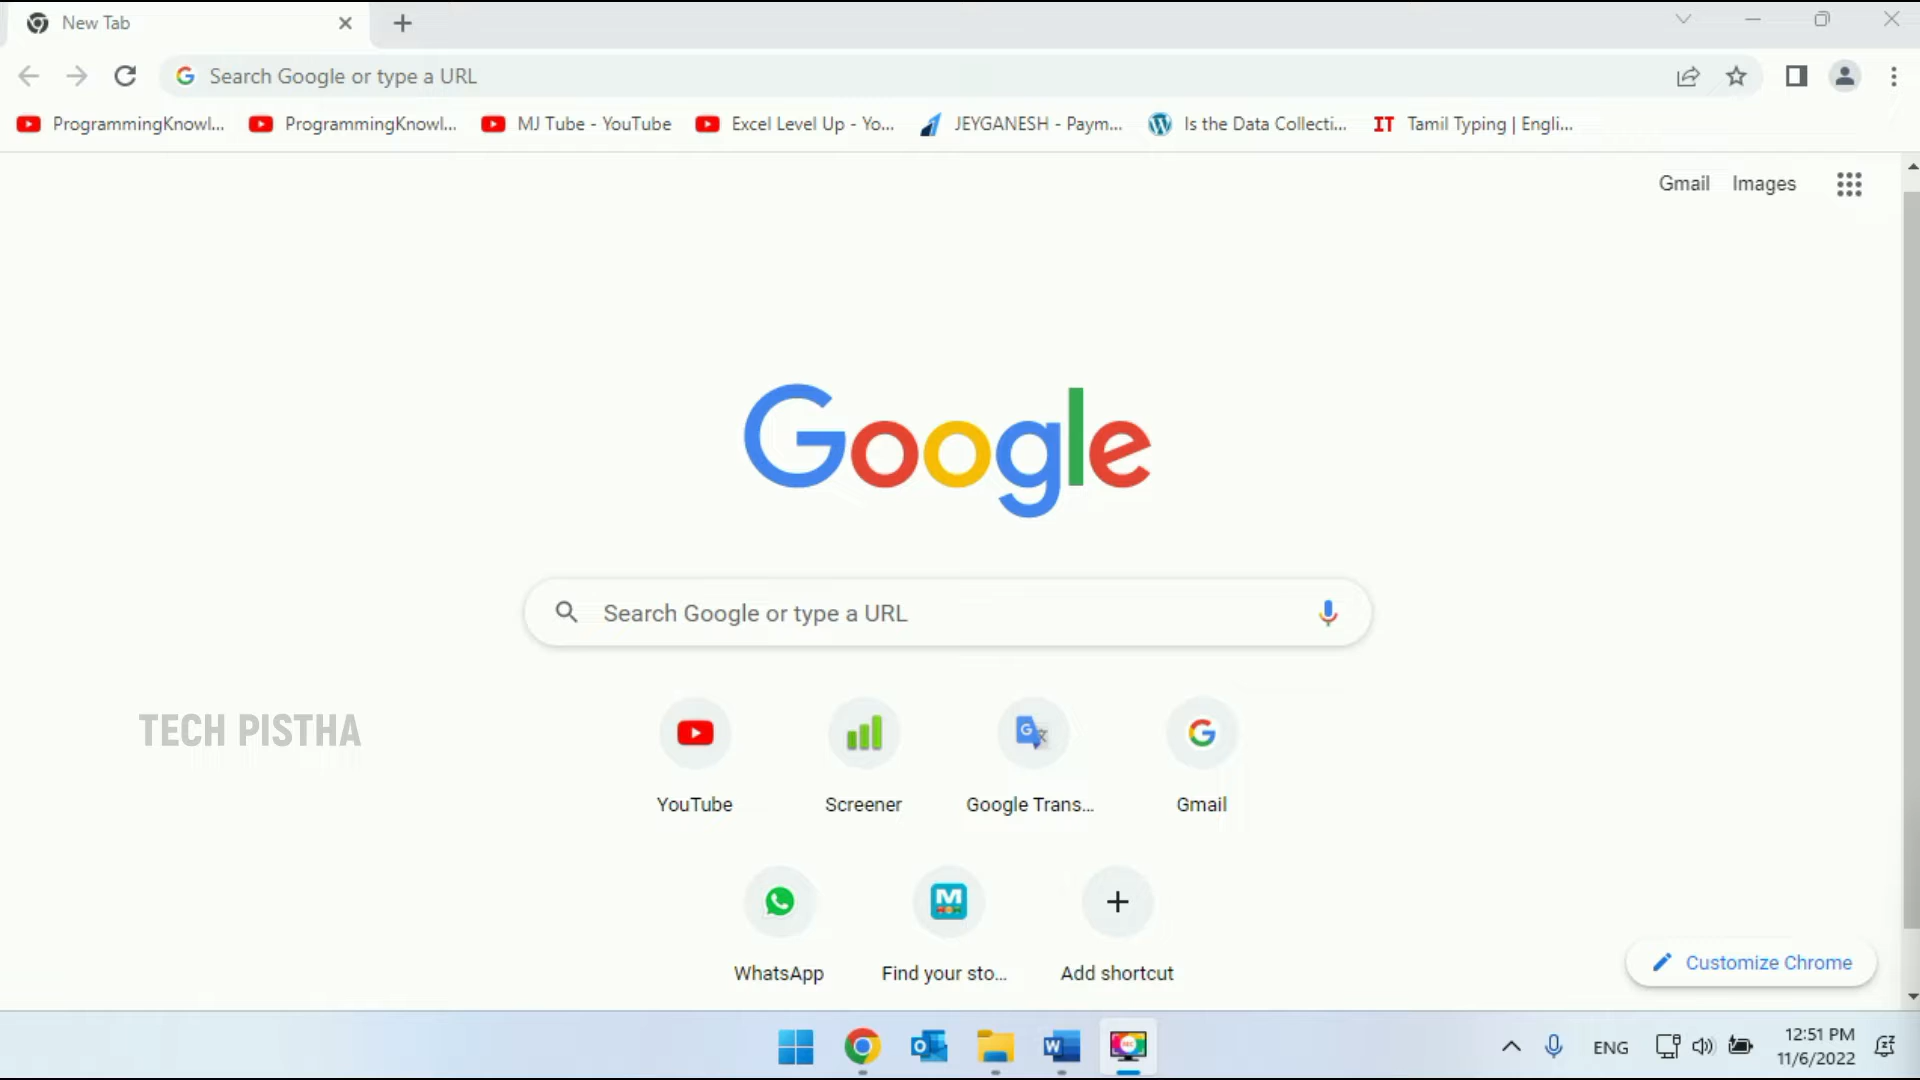 New Tab
Search Google or type a URL
ProgrammingKnowl... ProgrammingKnowl... MJ Tube - YouTube Excel Level Up - Yo... JEYGANESH - Paym... Is the Data Collecti... IT Tamil Typing | Engli...
Gmail Images
Google
Search Google or type a URL
TECH PISTHA
YouTube Screener Google Trans... Gmail
WhatsApp Find your sto... Add shortcut
Customize Chrome
ENG
12:51 PM
11/6/2022